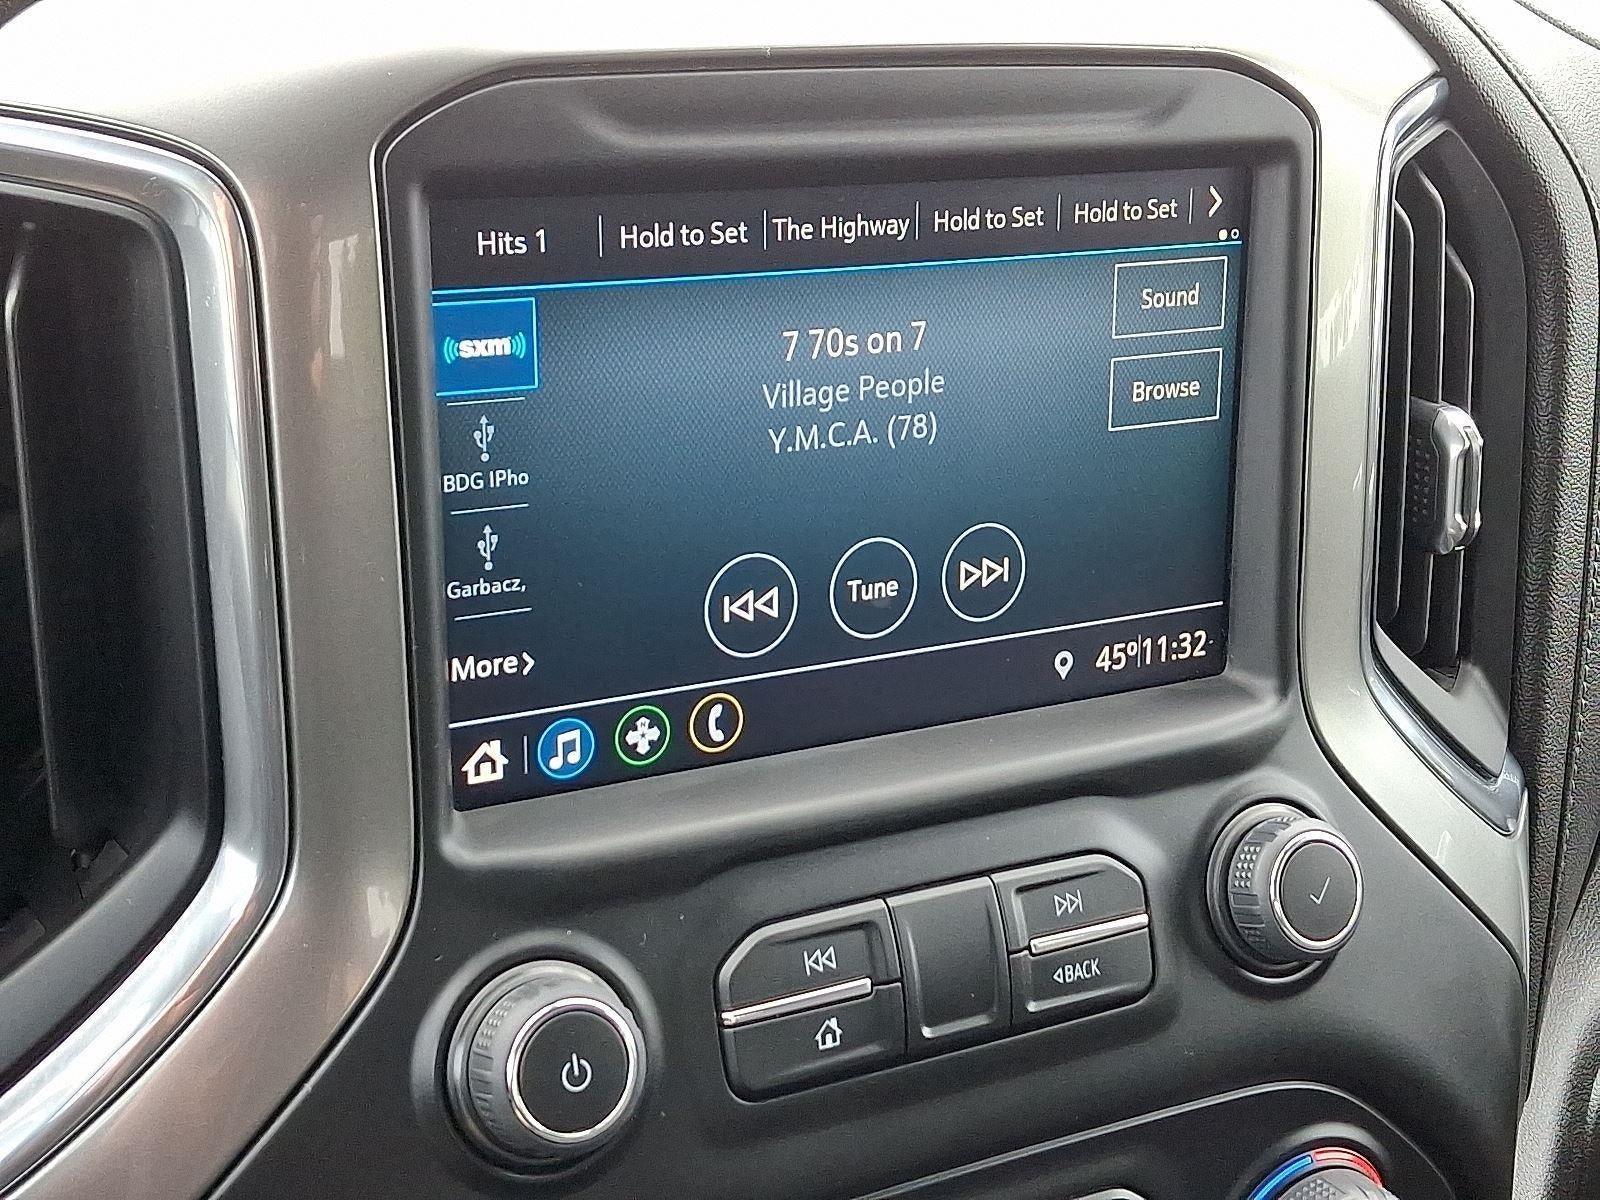 Hits 1
Hold to Set
The Highway
Hold to Set
Hold to Set
sxm
BDG IPho
Garbacz,
More
7 70s on 7
Village People
Y.M.C.A. (78)
Sound
Browse
Tune
45º
11:32
BACK